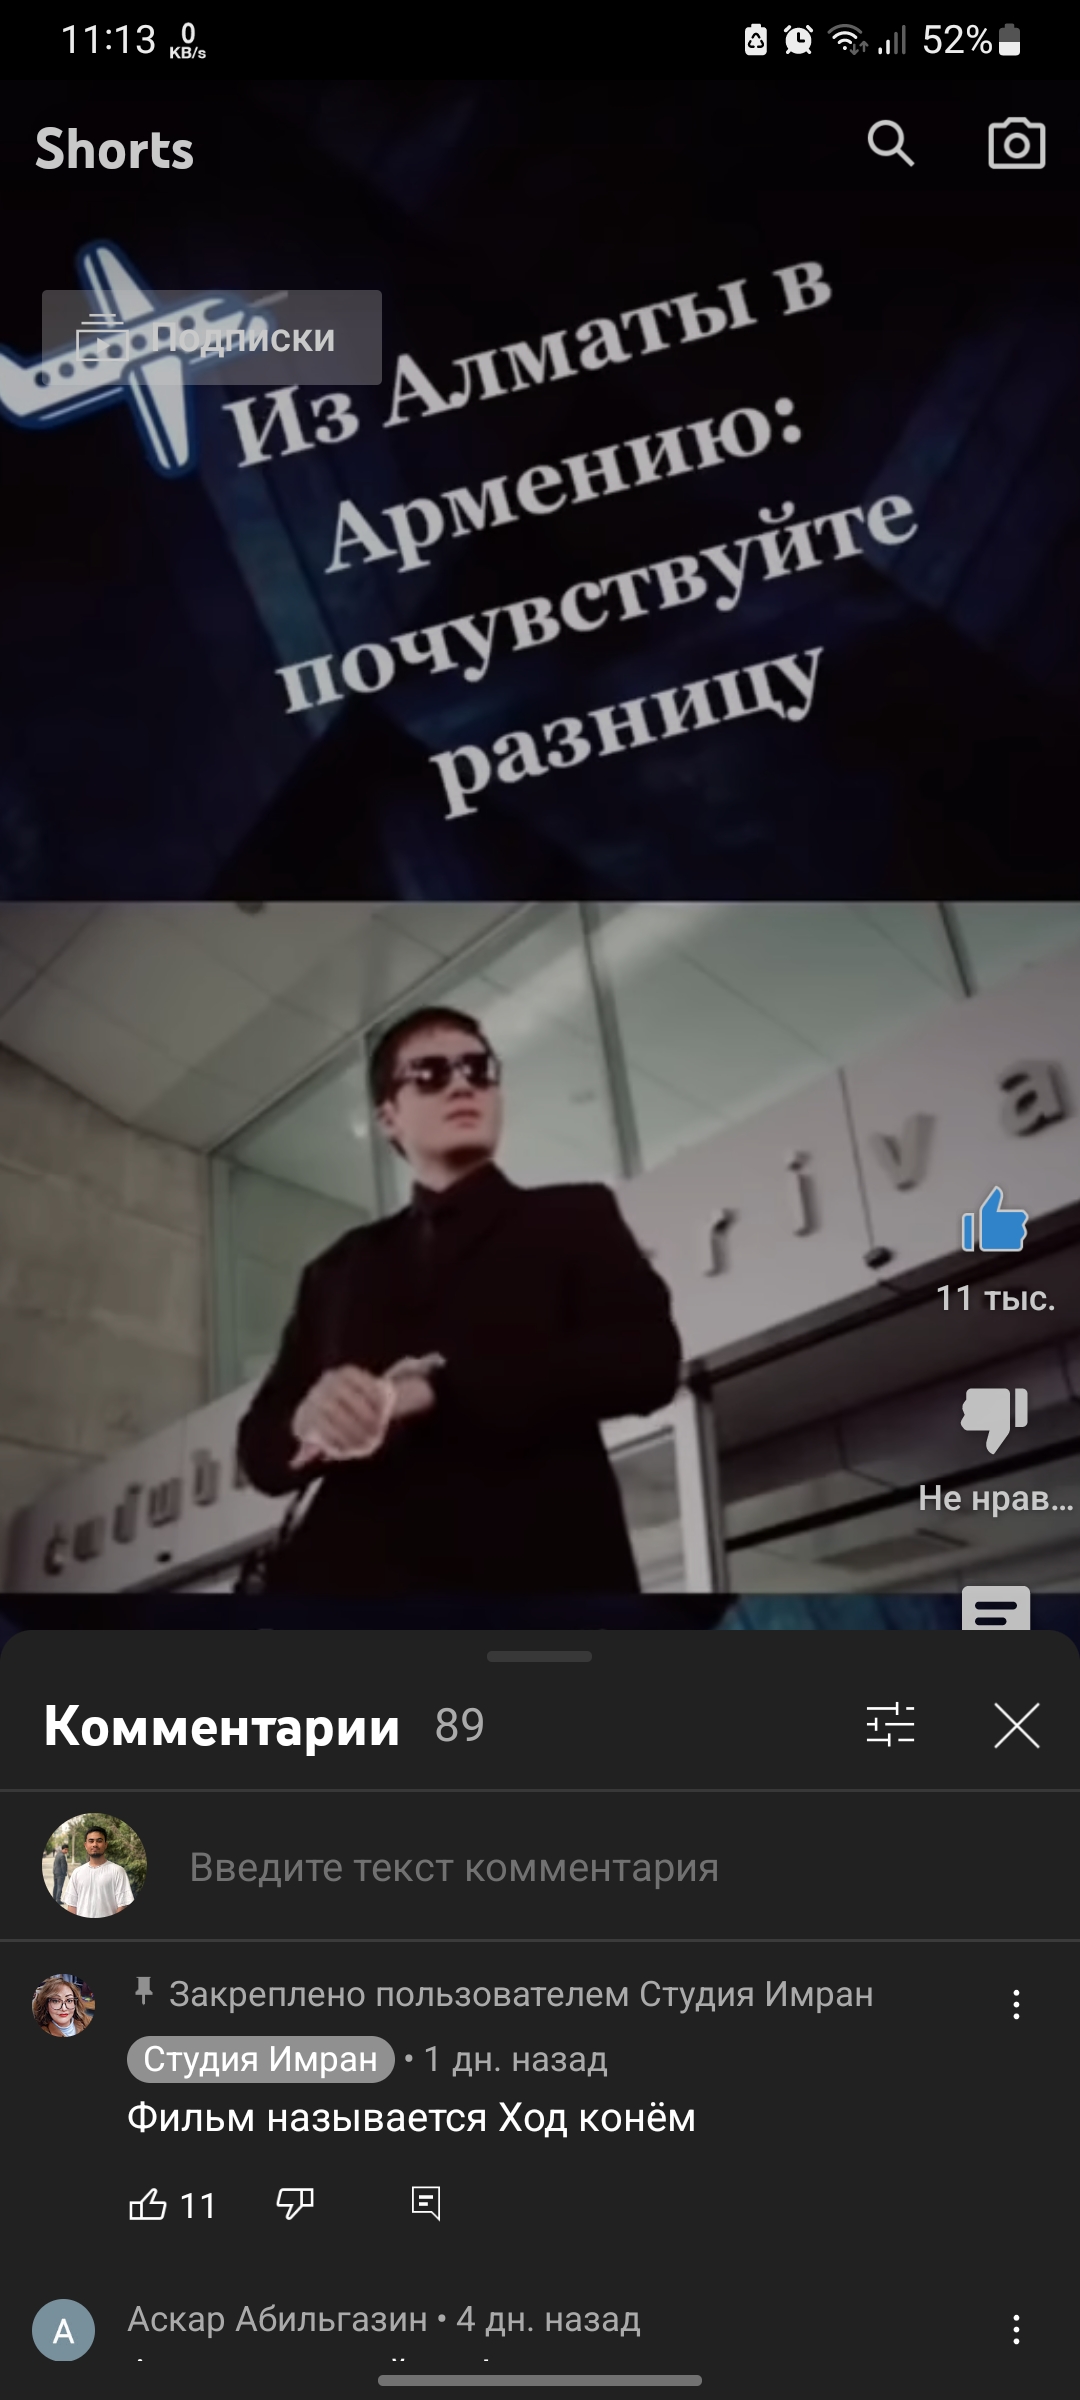 11:13 0 KB/s 52%
Shorts
Подписки
Из Алматы в
Армению:
почувствуйте
разницу
r i v a
11 тыс.
Не нрав...
Комментарии 89
Введите текст комментария
Закреплено пользователем Студия Имран
Студия Имран • 1 дн. назад
Фильм называется Ход конём
11
А Аскар Абильгазин • 4 дн. назад